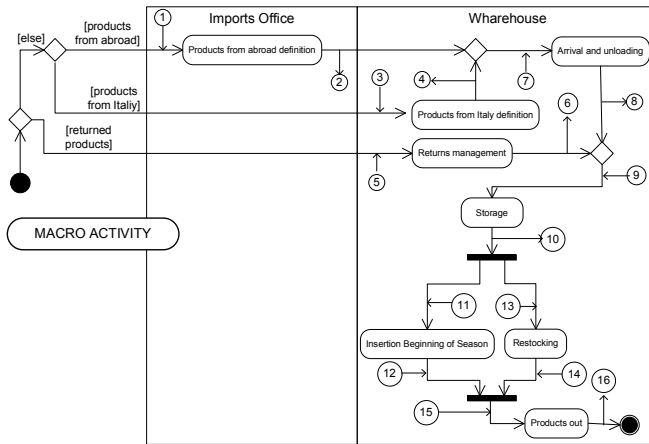 Imports Office
Wharehouse
1
[products
from abroad]
[else]
Products from abroad definition
2
Arrival and unloading
7
3
4
[products
from Italiy]
Products from Italy definition
6
8
[returned
products]
5
Returns management
9
Storage
MACRO ACTIVITY
10
11
13
Insertion Beginning of Season
Restocking
12
14
15
16
Products out